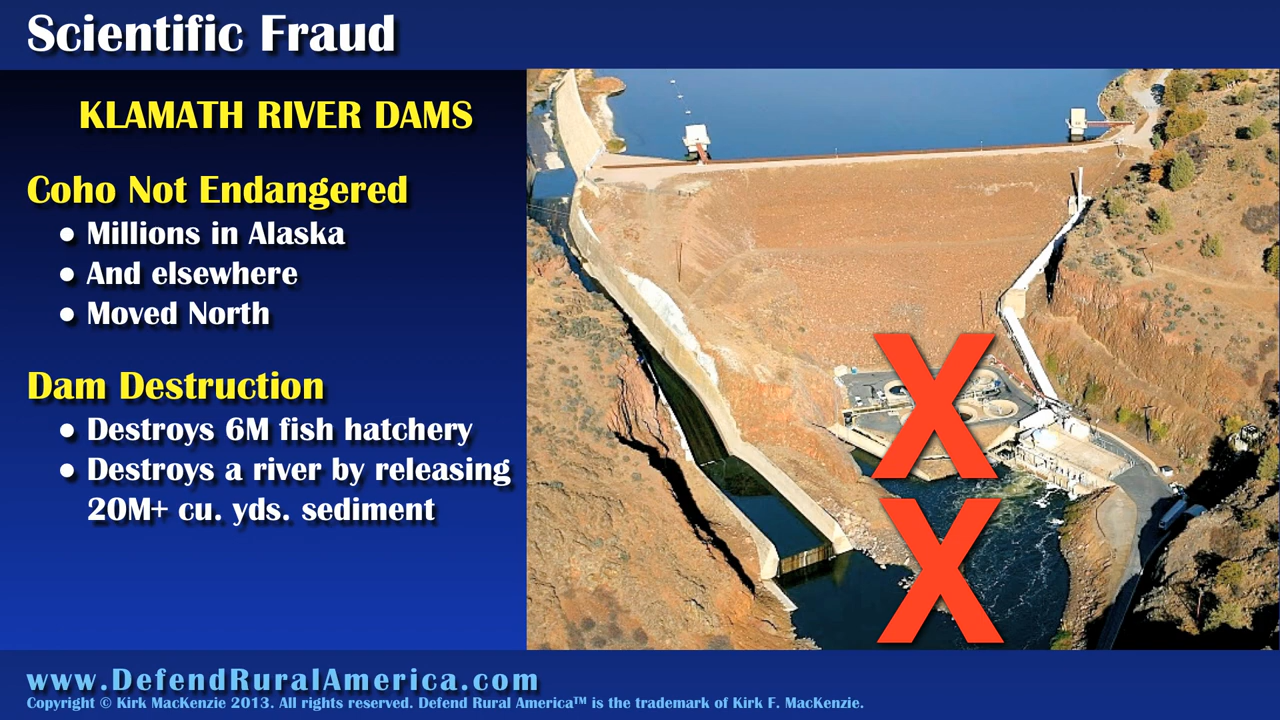 Scientific Fraud
KLAMATH RIVER DAMS
Coho Not Endangered
● Millions in Alaska
● And elsewhere
● Moved North
Dam Destruction
● Destroys 6M fish hatchery
● Destroys a river by releasing
20M+ cu. yds. sediment
X
X
www.DefendRuralAmerica.com
Copyright © Kirk MacKenzie 2013. All rights reserved. Defend Rural America™ is the trademark of Kirk F. MacKenzie.